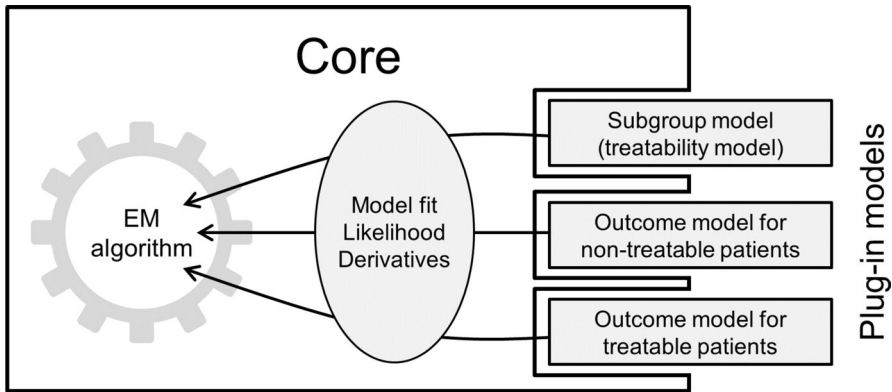 Core
EM
algorithm
Model fit
Likelihood
Derivatives
Subgroup model
(treatability model)
Outcome model for
non-treatable patients
Outcome model for
treatable patients
Plug-in models